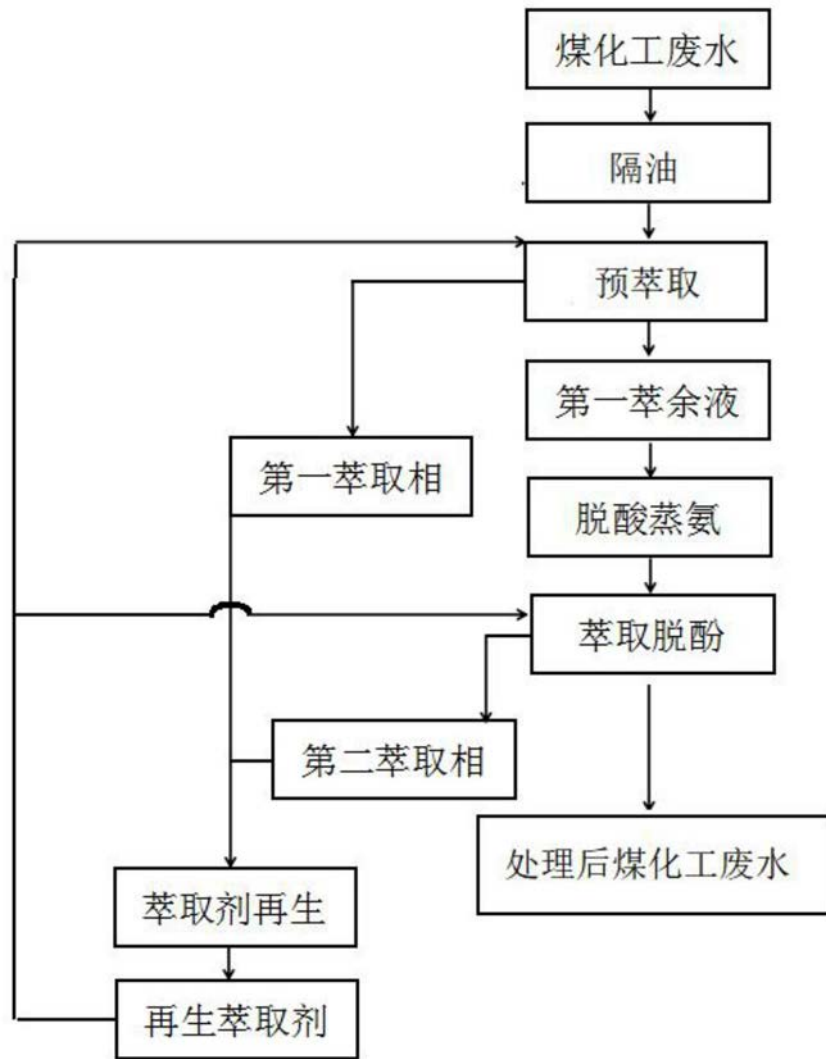 煤化工废水
隔油
预萃取
第一萃余液
第一萃取相
脱酸蒸氨
萃取脱酚
第二萃取相
处理后煤化工废水
萃取剂再生
再生萃取剂